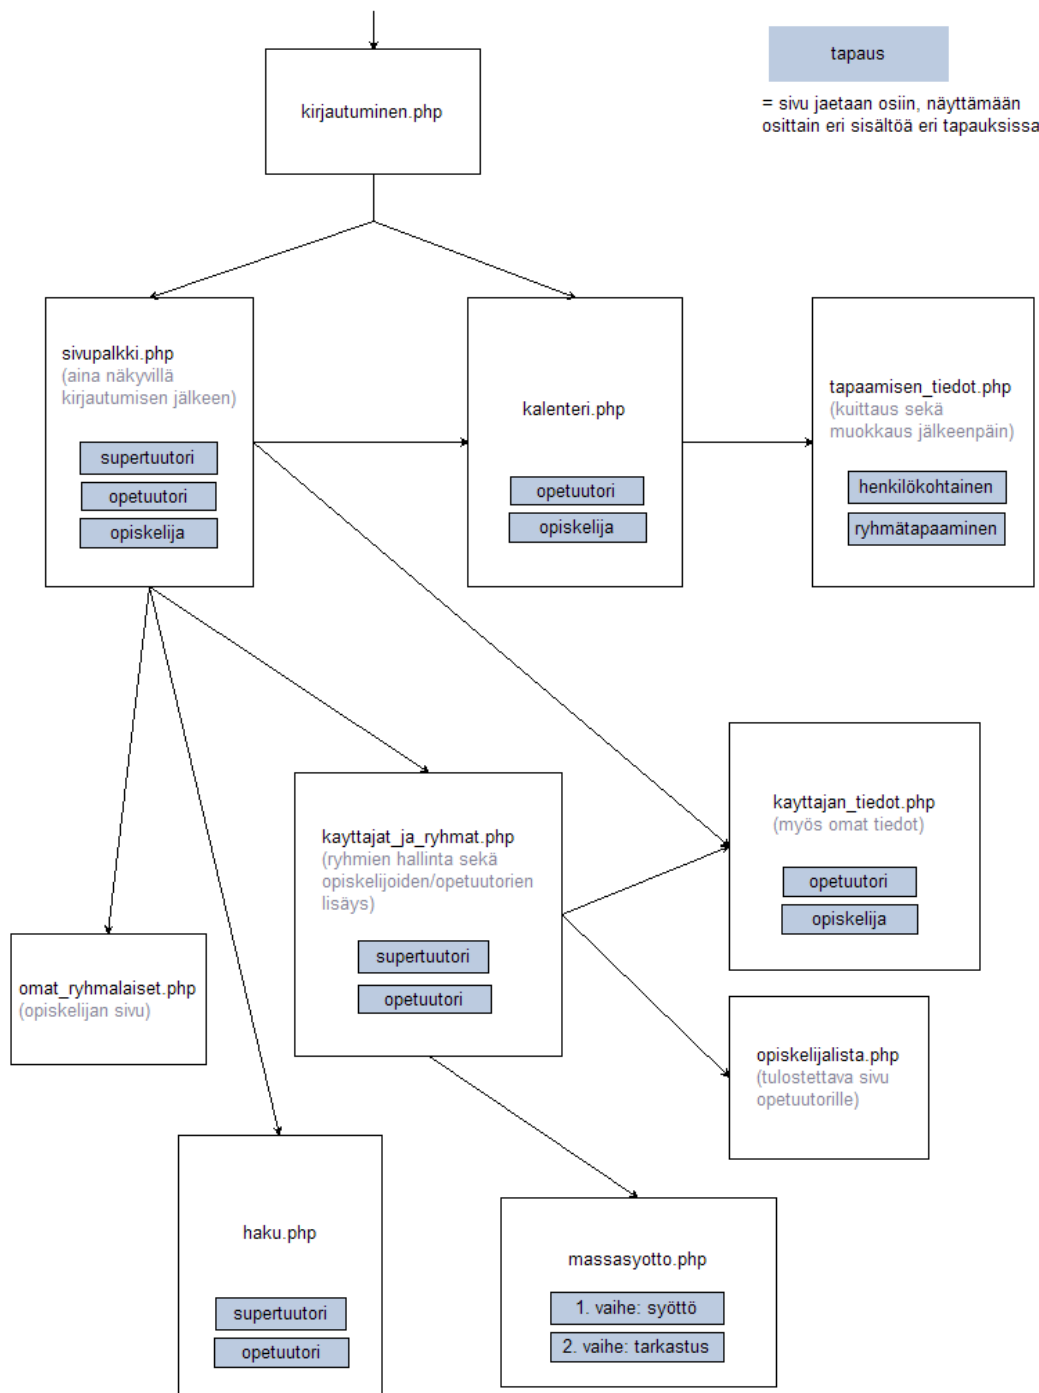 tapaus
= sivu jaetaan osiin, näyttämään
osittain eri sisältöä eri tapauksissa
kirjautuminen.php
sivupalkki.php
(aina näkyvillä
kirjautumisen jälkeen)
supertuutori
opetuutori
opiskelija
kalenteri.php
opetuutori
opiskelija
tapaamisen_tiedot.php
(kuittaus sekä
muokkaus jälkeenpäin)
henkilökohtainen
ryhmätapaaminen
kayttajat_ja_ryhmat.php
(ryhmien hallinta sekä
opiskelijoiden/opetuutorien
lisäys)
supertuutori
opetuutori
kayttajan_tiedot.php
(myös omat tiedot)
opetuutori
opiskelija
omat_ryhmalaiset.php
(opiskelijan sivu)
opiskelijalista.php
(tulostettava sivu
opetuutorille)
haku.php
supertuutori
opetuutori
massasyotto.php
1. vaihe: syöttö
2. vaihe: tarkastus